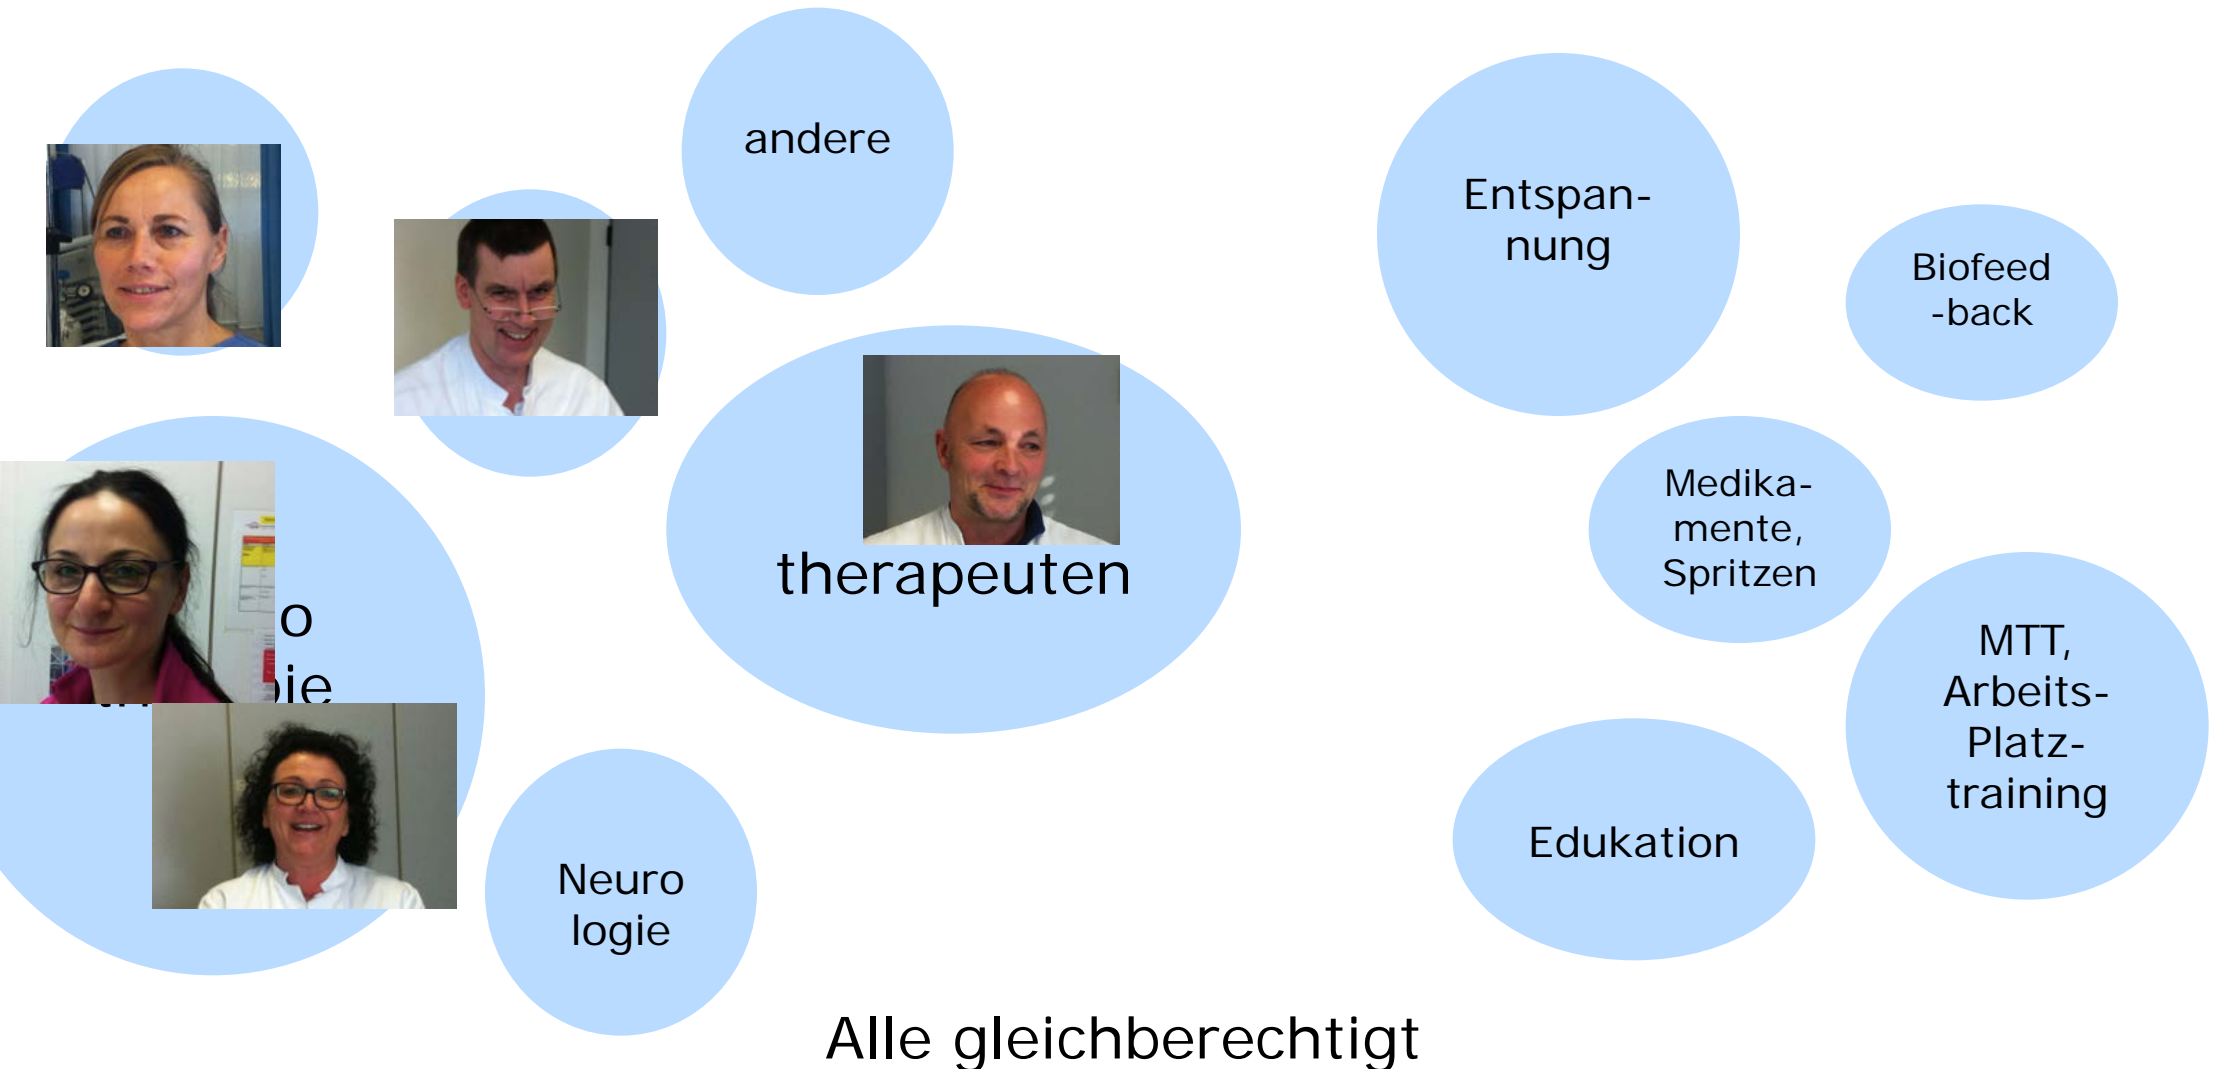 andere
Entspan-
nung
Biofeed
-back
Medika-
mente,
Spritzen
therapeuten
MTT,
Arbeits-
Platz-
training
Edukation
Neuro
logie
Alle gleichberechtigt